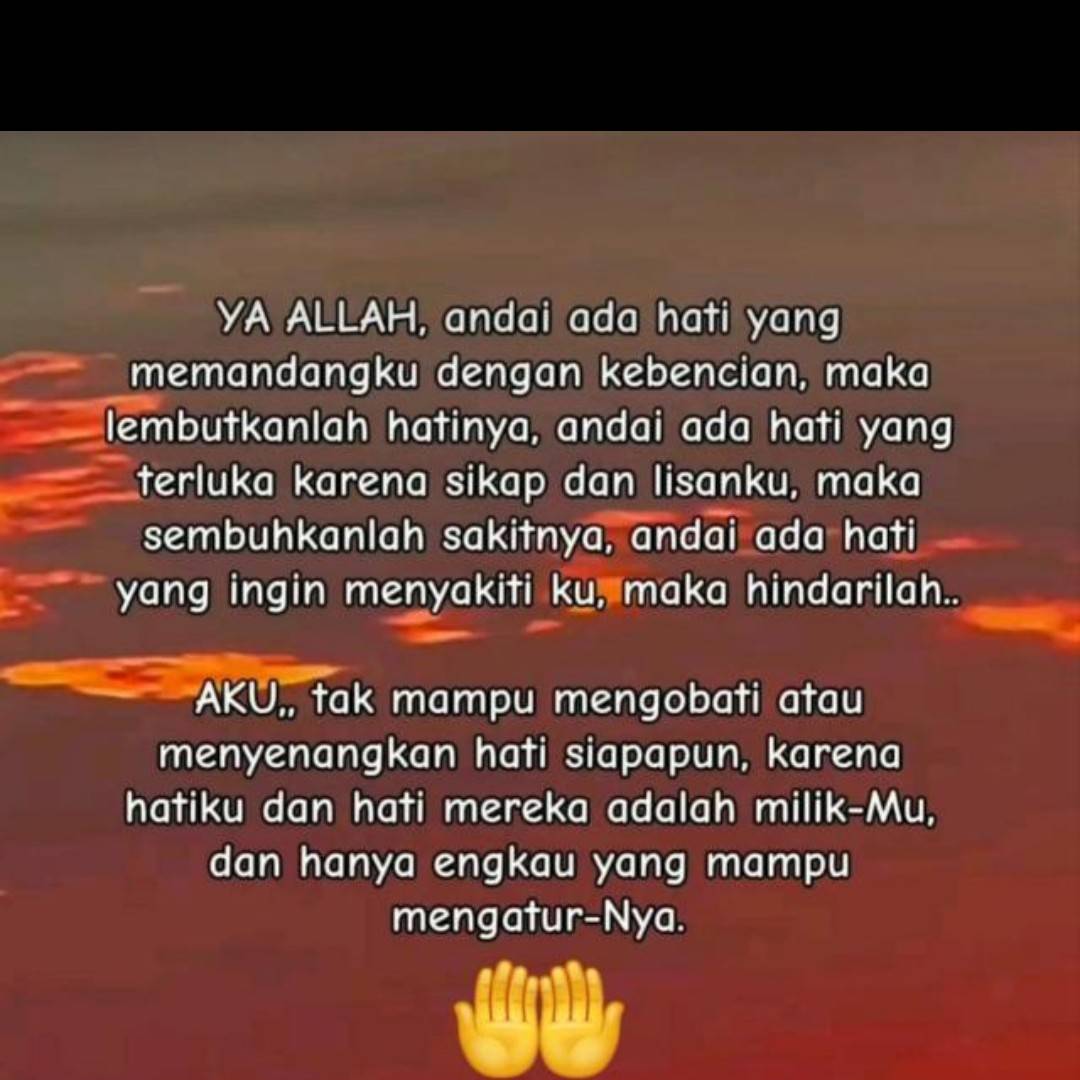 YA ALLAH, andai ada hati yang
memandangku dengan kebencian, maka
lembutkanlah hatinya, andai ada hati yang
terluka karena sikap dan lisanku, maka
sembuhkanlah sakitnya, andai ada hati
yang ingin menyakiti ku, maka hindarilah..
AKU,, tak mampu mengobati atau
menyenangkan hati siapapun, karena
hatiku dan hati mereka adalah milik-Mu,
dan hanya engkau yang mampu
mengatur-Nya.